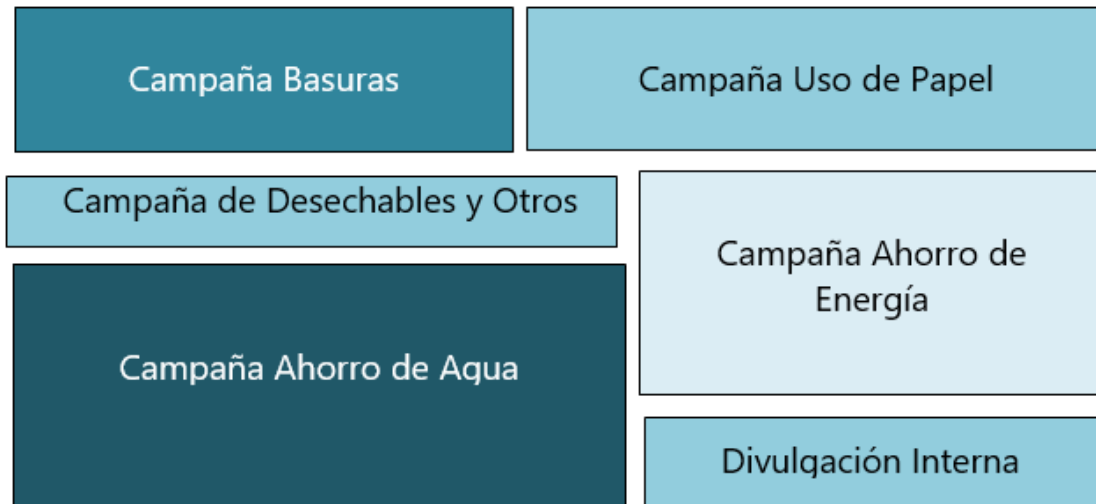 Campaña Basuras
Campaña Uso de Papel
Campaña de Desechables y Otros
Campaña Ahorro de
Energía
Campaña Ahorro de Agua
Divulgación Interna